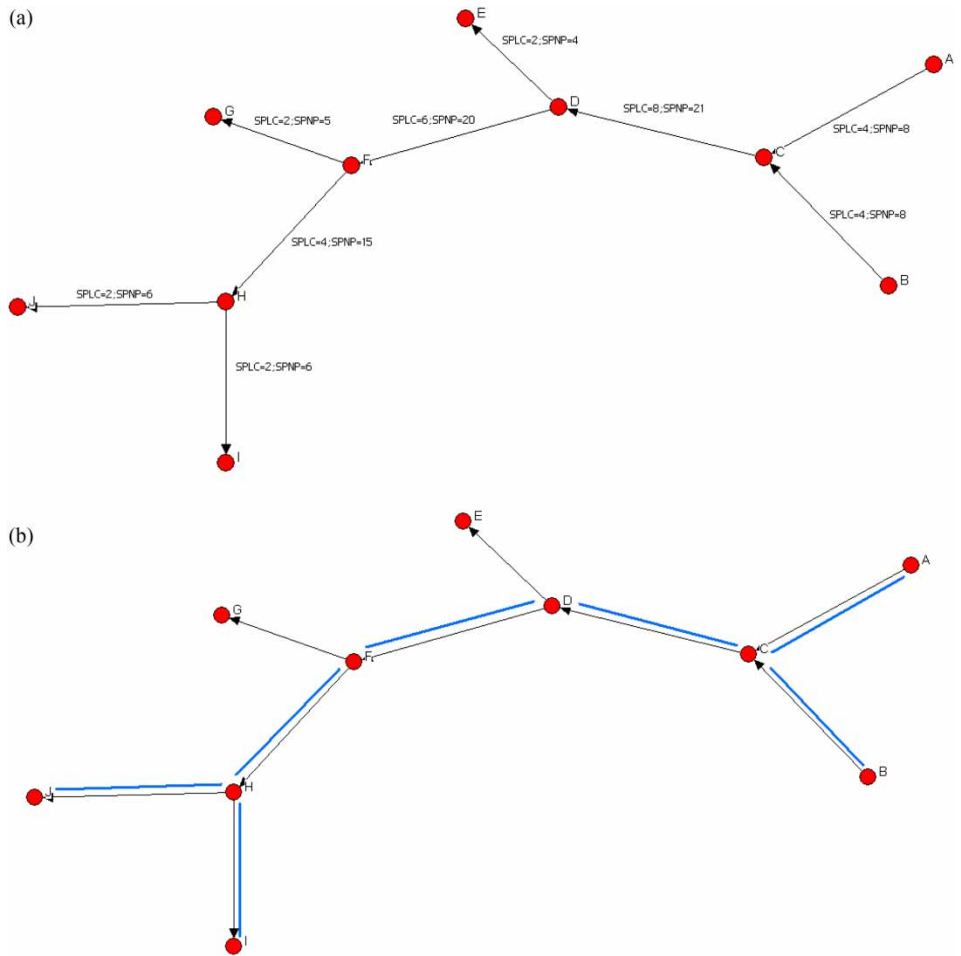 (a)
E
SPLC=2;SPNP=4
A
G
D
SPLC=2;SPNP=5
SPLC=6;SPNP=20
SPLC=8;SPNP=21
SPLC=4;SPNP=8
F
C
SPLC=4;SPNP=8
SPLC=4;SPNP=15
B
J
SPLC=2;SPNP=6
H
SPLC=2;SPNP=6
I
(b)
E
A
G
D
F
C
B
J
H
I